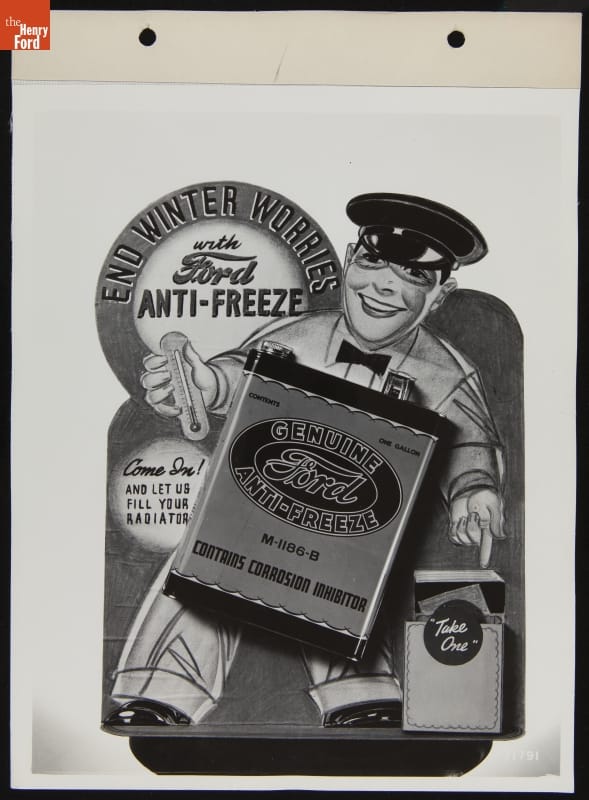 the
Henry
Ford
END WINTER WORRIES
with
Ford
ANTI-FREEZE
CONTENTS
ONE GALLON
GENUINE
Ford
ANTI-FREEZE
M-1186-B
CONTAINS CORROSION INHIBITOR
Come In!
AND LET US
FILL YOUR
RADIATOR
"Take
One"